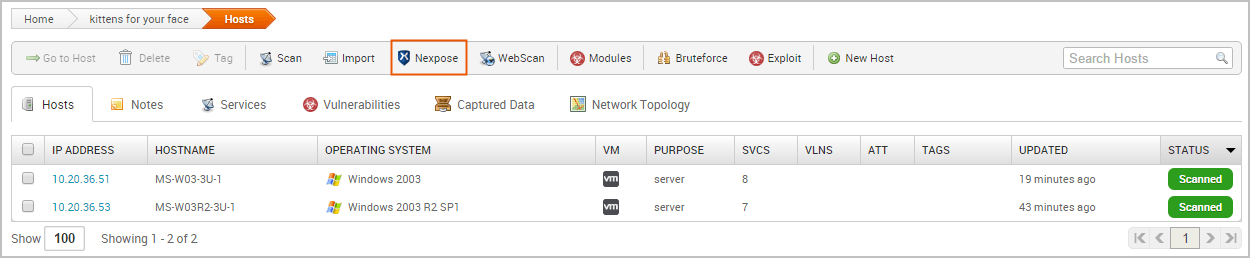 Home kittens for your face Hosts
Go to Host Delete Tag Scan Import Nexpose WebScan Modules Bruteforce Exploit New Host Search Hosts
Hosts Notes Services Vulnerabilities Captured Data Network Topology
IP ADDRESS HOSTNAME OPERATING SYSTEM VM PURPOSE SVCS VLNS ATT TAGS UPDATED STATUS
10.20.36.51 MS-W03-3U-1 Windows 2003 vm server 8 19 minutes ago Scanned
10.20.36.53 MS-W03R2-3U-1 Windows 2003 R2 SP1 vm server 7 43 minutes ago Scanned
Show 100 Showing 1 - 2 of 2 1